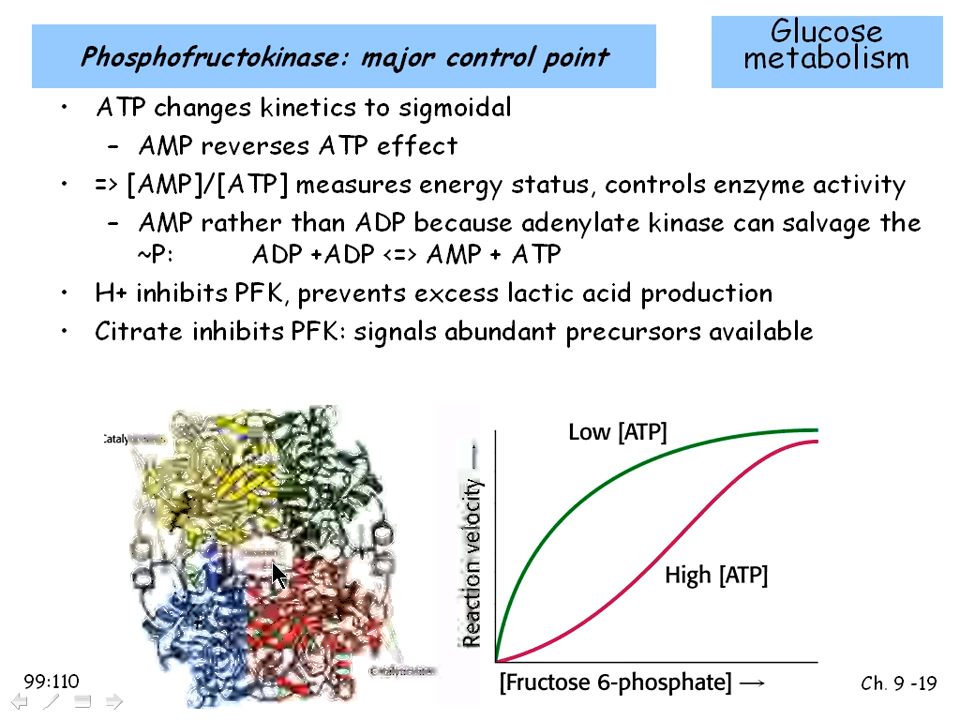 Phosphofructokinase: major control point
Glucose
metabolism
• ATP changes kinetics to sigmoidal
– AMP reverses ATP effect
• => [AMP]/[ATP] measures energy status, controls enzyme activity
– AMP rather than ADP because adenylate kinase can salvage the
~P: ADP +ADP <=> AMP + ATP
• H+ inhibits PFK, prevents excess lactic acid production
• Citrate inhibits PFK: signals abundant precursors available
Low [ATP]
High [ATP]
Reaction velocity →
[Fructose 6-phosphate] →
99:110
Ch. 9 -19